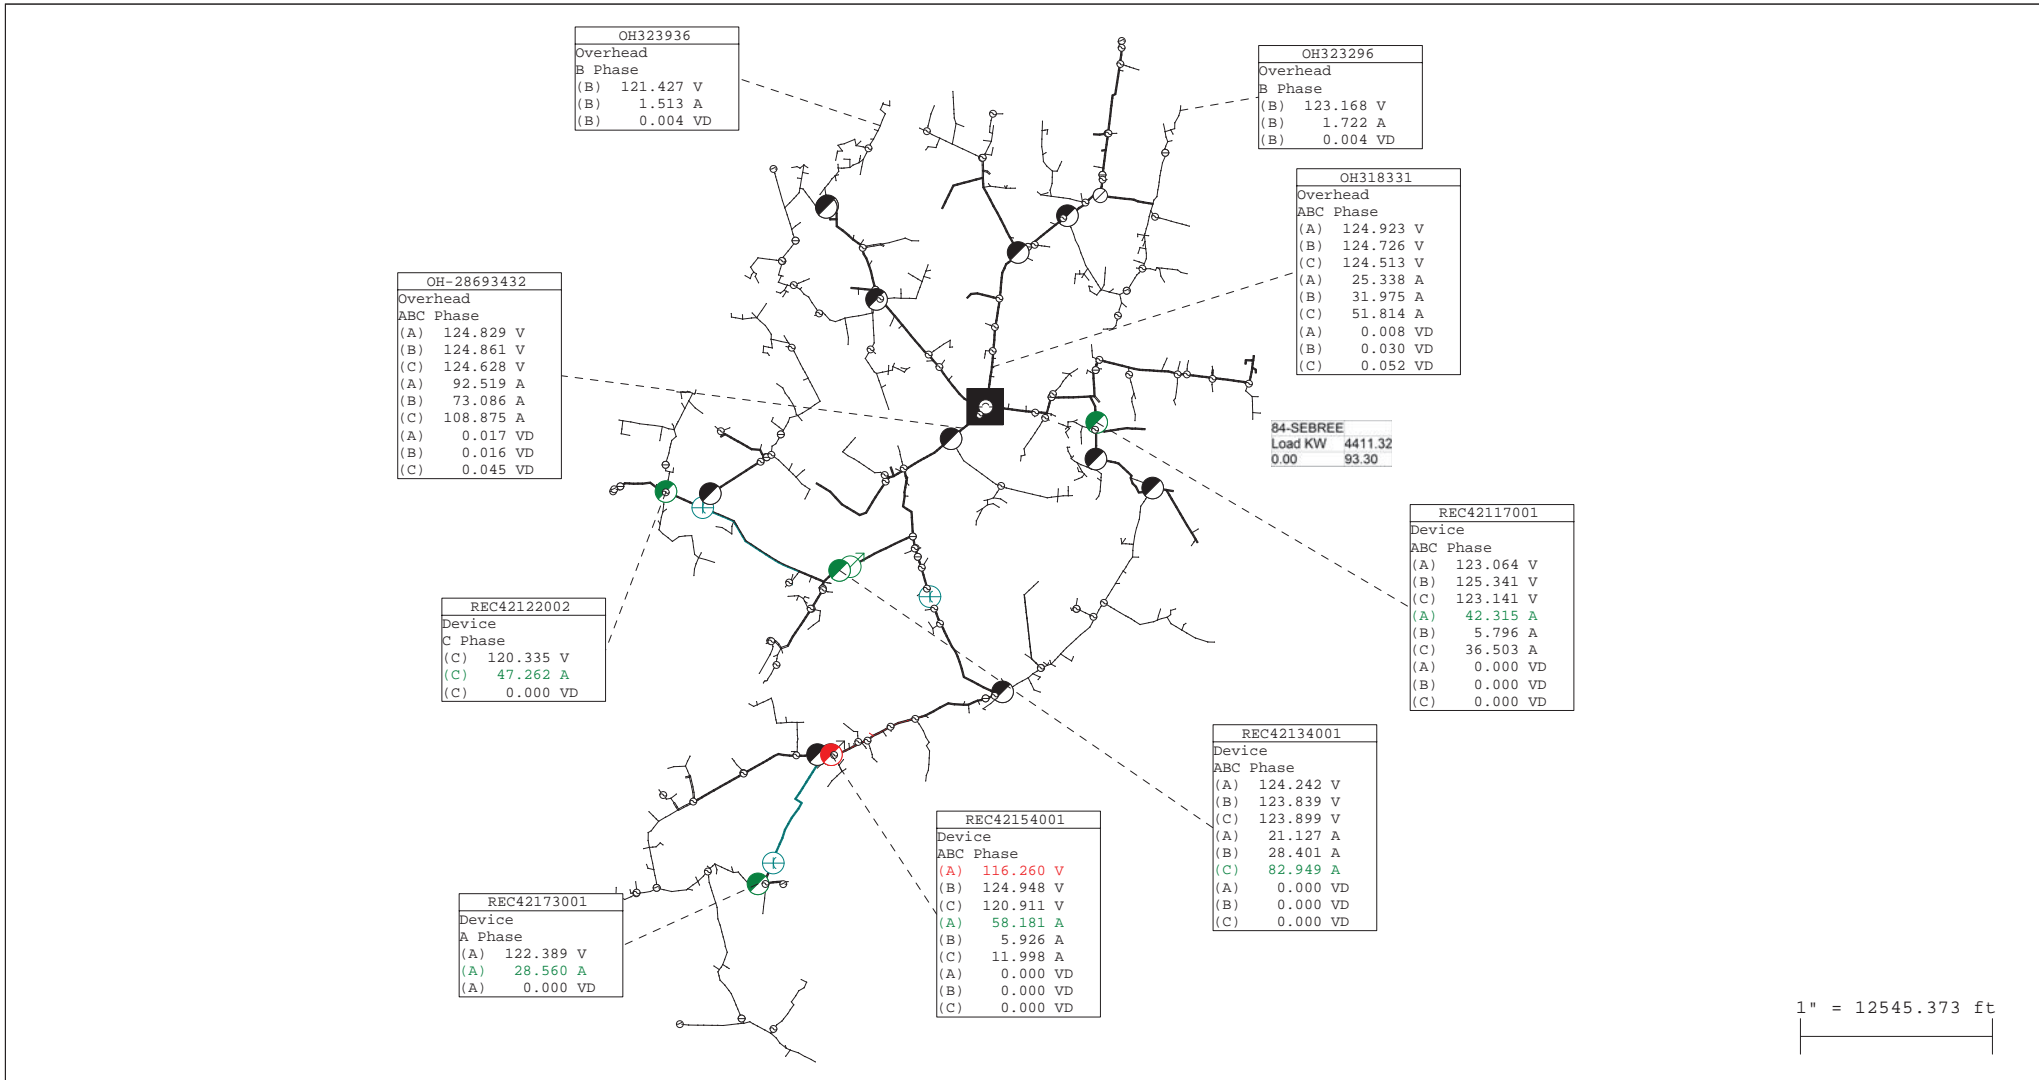 OH323936
Overhead
B Phase
(B) 121.427 V
(B) 1.513 A
(B) 0.004 VD
OH323296
Overhead
B Phase
(B) 123.168 V
(B) 1.722 A
(B) 0.004 VD
OH318331
Overhead
ABC Phase
(A) 124.923 V
(B) 124.726 V
(C) 124.513 V
(A) 25.338 A
(B) 31.975 A
(C) 51.814 A
(A) 0.008 VD
(B) 0.030 VD
(C) 0.052 VD
OH-28693432
Overhead
ABC Phase
(A) 124.829 V
(B) 124.861 V
(C) 124.628 V
(A) 92.519 A
(B) 73.086 A
(C) 108.875 A
(A) 0.017 VD
(B) 0.016 VD
(C) 0.045 VD
84-SEBREE
Load KW 4411.32
0.00 93.30
REC42117001
Device
ABC Phase
(A) 123.064 V
(B) 125.341 V
(C) 123.141 V
(A) 42.315 A
(B) 5.796 A
(C) 36.503 A
(A) 0.000 VD
(B) 0.000 VD
(C) 0.000 VD
REC42122002
Device
C Phase
(C) 120.335 V
(C) 47.262 A
(C) 0.000 VD
REC42134001
Device
ABC Phase
(A) 124.242 V
(B) 123.839 V
(C) 123.899 V
(A) 21.127 A
(B) 28.401 A
(C) 82.949 A
(A) 0.000 VD
(B) 0.000 VD
(C) 0.000 VD
REC42154001
Device
ABC Phase
(A) 116.260 V
(B) 124.948 V
(C) 120.911 V
(A) 58.181 A
(B) 5.926 A
(C) 11.998 A
(A) 0.000 VD
(B) 0.000 VD
(C) 0.000 VD
REC42173001
Device
A Phase
(A) 122.389 V
(A) 28.560 A
(A) 0.000 VD
1" = 12545.373 ft